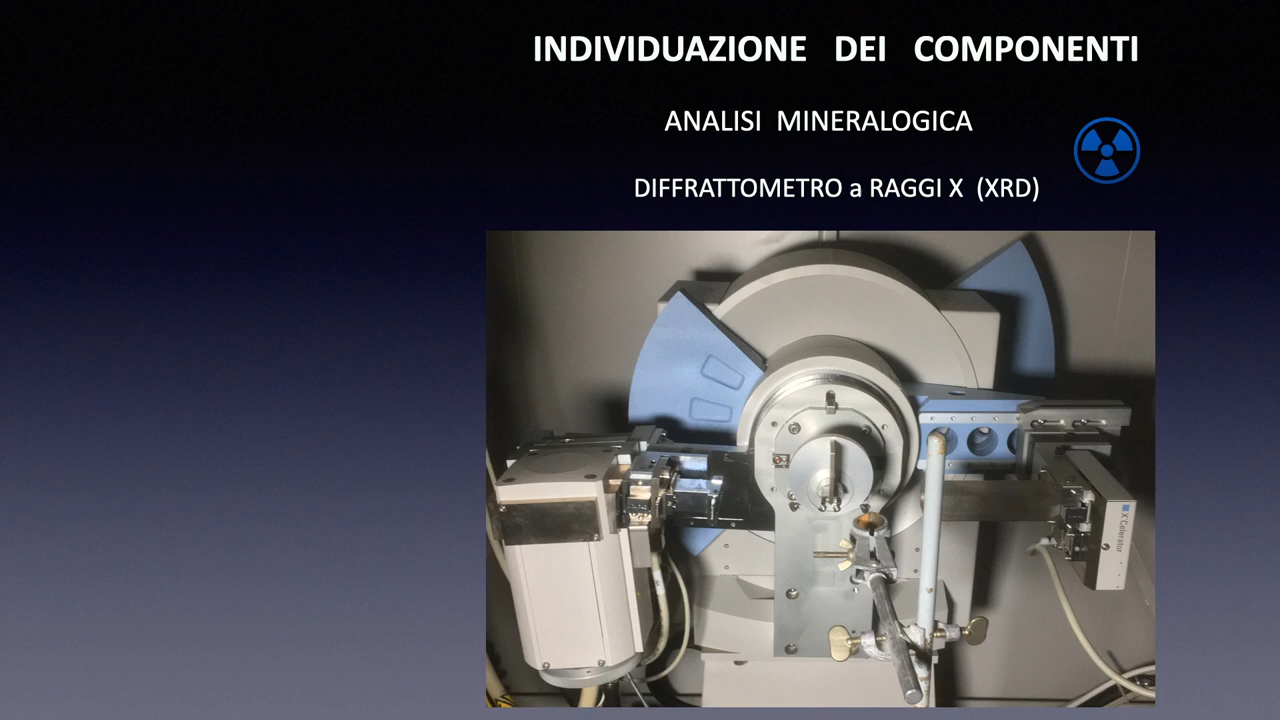 INDIVIDUAZIONE DEI COMPONENTI
ANALISI MINERALOGICA
DIFFRATTOMETRO a RAGGI X (XRD)
X'Celerator